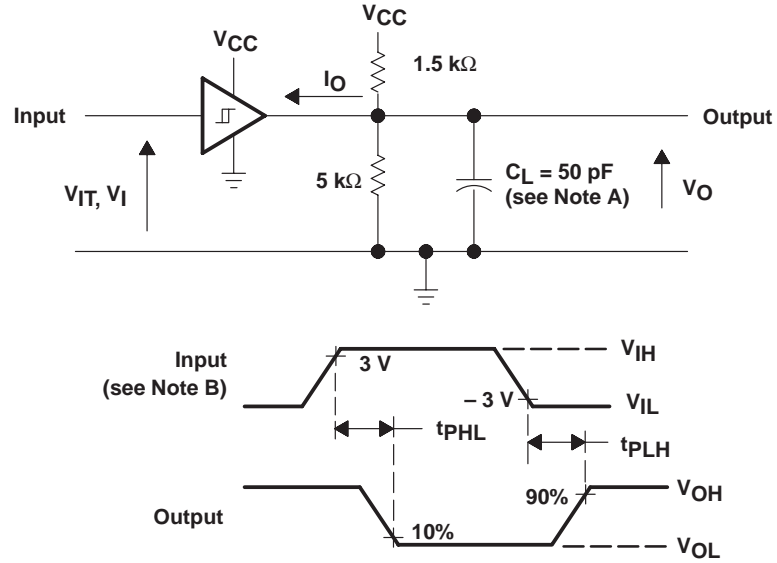 VCC
VCC
1.5 kΩ
IO
Input
Output
VIT, VI
5 kΩ
CL = 50 pF
(see Note A)
VO
Input
(see Note B)
3 V
VIH
– 3 V
VIL
tPHL
tPLH
Output
10%
90%
VOH
VOL